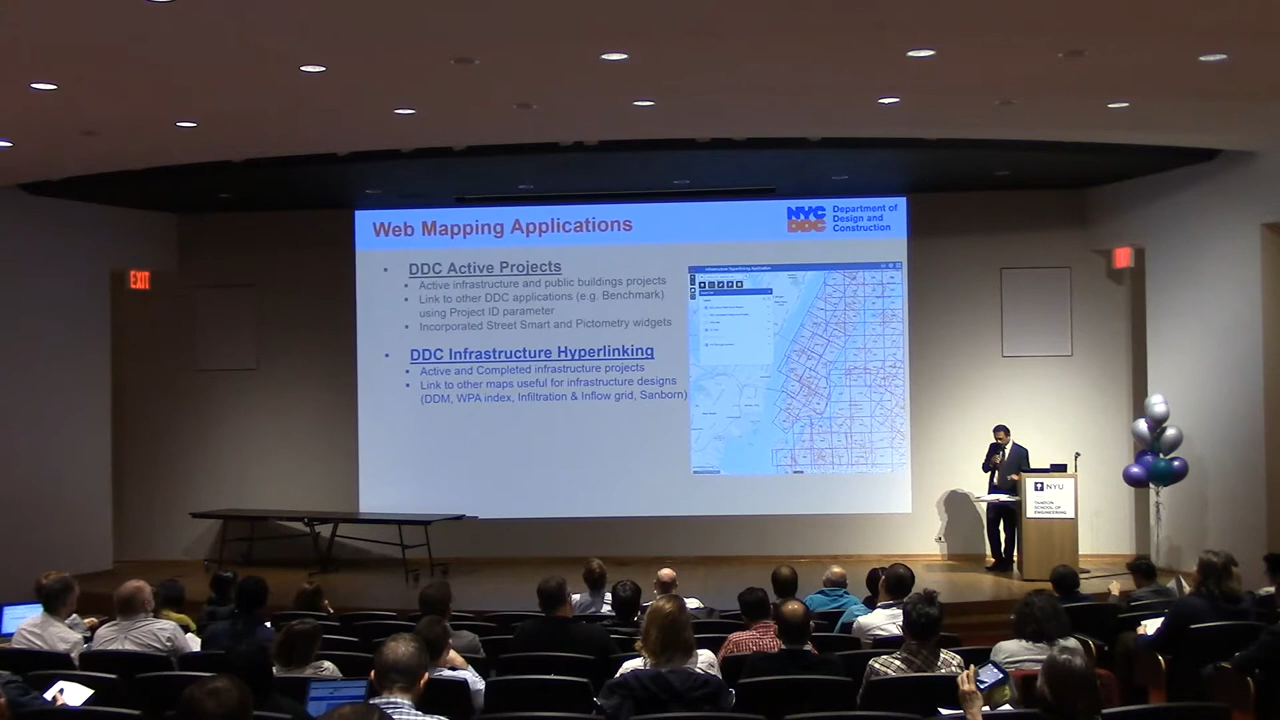 Web Mapping Applications
NYC
DDC
Department of
Design and
Construction
EXIT
• DDC Active Projects
• Active infrastructure and public buildings projects
• Link to other DDC applications (e.g. Benchmark)
using Project ID parameter
• Incorporated Street Smart and Pictometry widgets
• DDC Infrastructure Hyperlinking
• Active and Completed infrastructure projects
• Link to other maps useful for infrastructure designs
(DDM, WPA index, Infiltration & Inflow grid, Sanborn)
Infrastructure Hyperlinking Application
NYU
TANDON
SCHOOL OF
ENGINEERING